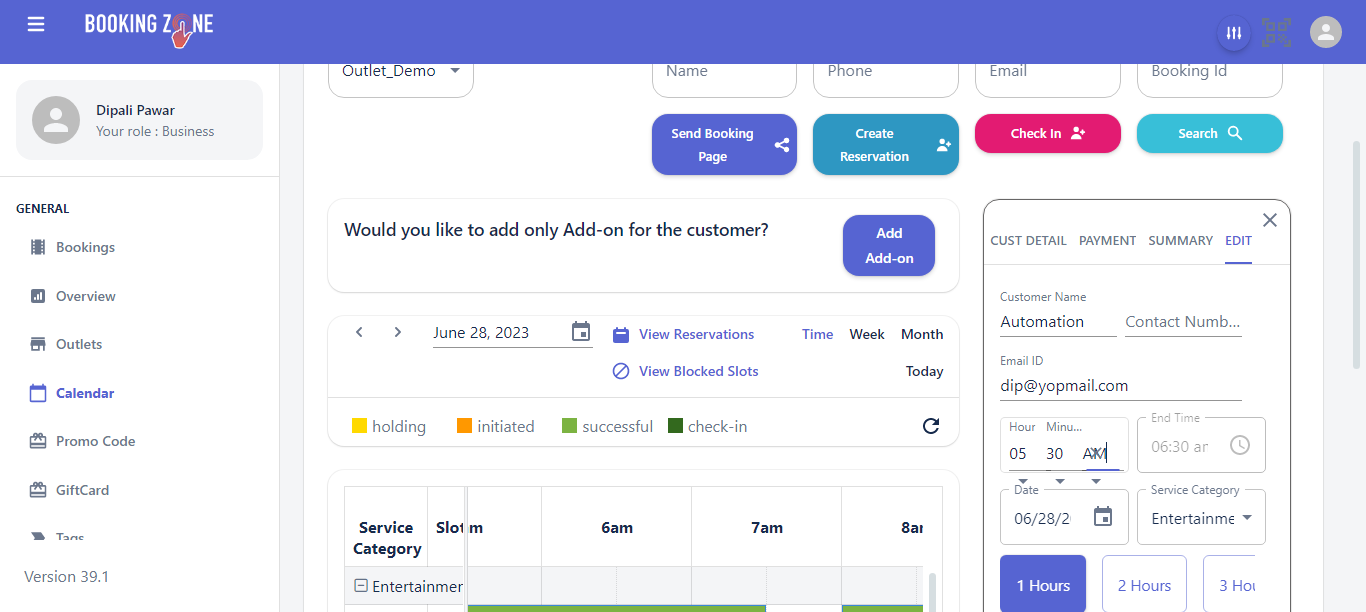 BOOKING ZONE
Dipali Pawar
Your role : Business
GENERAL
Bookings
Overview
Outlets
Calendar
Promo Code
GiftCard
Tags
Version 39.1
Outlet_Demo
Name
Phone
Email
Booking Id
Send Booking
Page
Create
Reservation
Check In
Search
Would you like to add only Add-on for the customer?
Add
Add-on
June 28, 2023
View Reservations
Time
Week
Month
View Blocked Slots
Today
holding
initiated
successful
check-in
Service
Category
Slot
m
6am
7am
8am
Entertainmer
CUST DETAIL
PAYMENT
SUMMARY
EDIT
Customer Name
Automation
Contact Numb...
Email ID
dip@yopmail.com
Hour
Minu...
05
30
AM
End Time
06:30 am
Date
06/28/2
Service Category
Entertainme
1 Hours
2 Hours
3 Hou